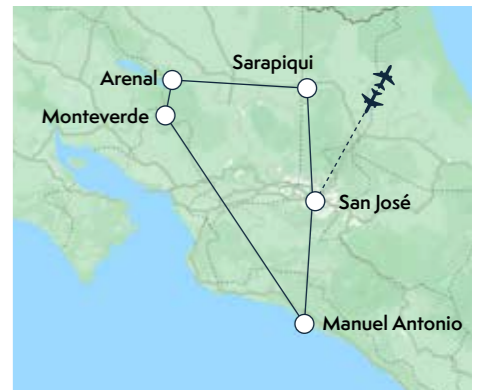 Sarapiqui
Arenal
Monteverde
San José
Manuel Antonio